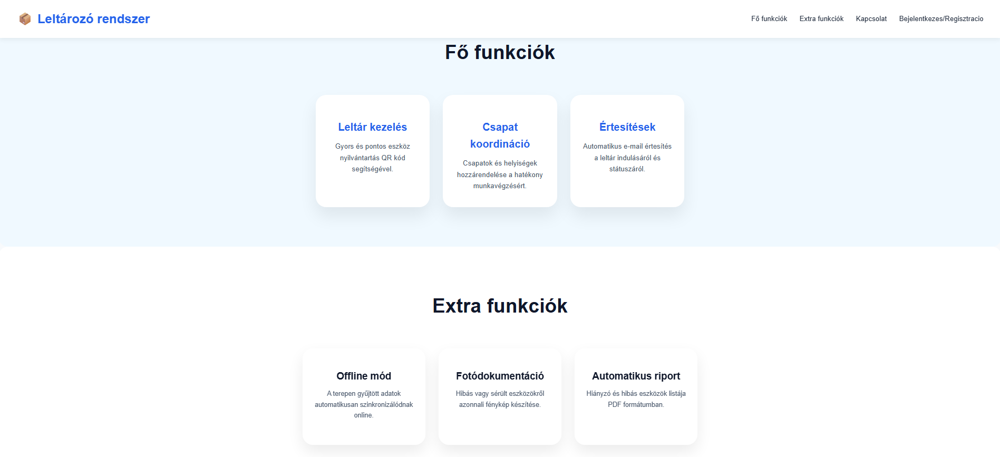 Leltározó rendszer
Fő funkciók
Extra funkciók
Kapcsolat
Bejelentkezes/Regisztracio
Fő funkciók
Leltár kezelés
Gyors és pontos eszköz
nyilvántartás QR kód
segítségével.
Csapat
koordináció
Csapatok és helyiségek
hozzárendelése a hatékony
munkavégzésért.
Értesítések
Automatikus e-mail értesítés
a leltár indulásáról és
státuszáról.
Extra funkciók
Offline mód
A terepen gyűjtött adatok
automatikusan szinkronizálódnak
online.
Fotódokumentáció
Hibás vagy sérült eszközökről
azonnali fénykép készítése.
Automatikus riport
Hiányzó és hibás eszközök listája
PDF formátumban.